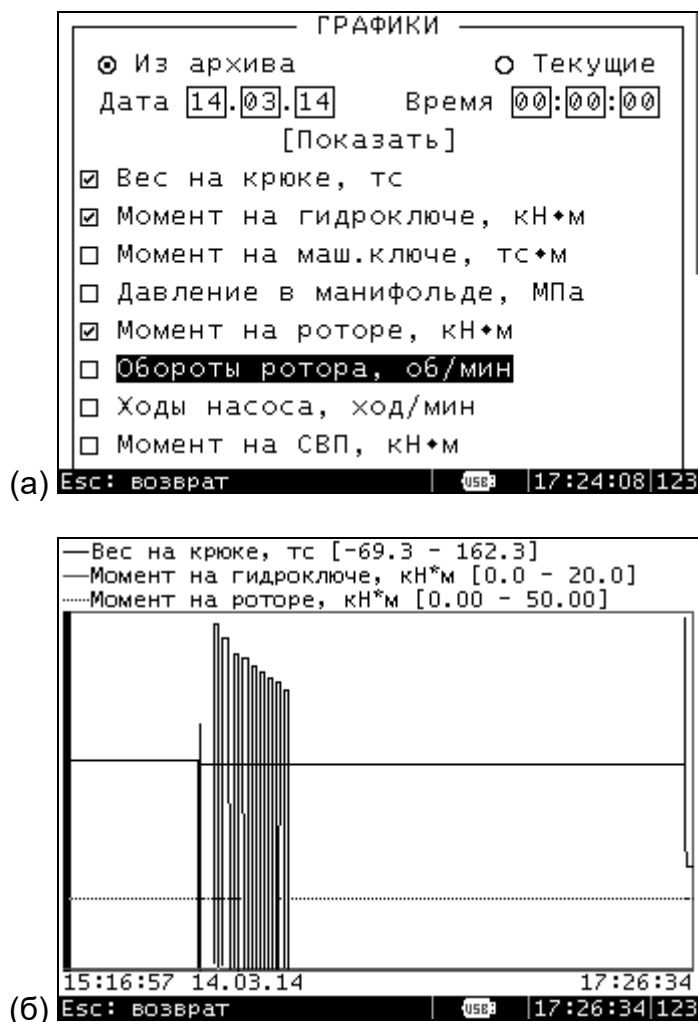 ГРАФИКИ
Из архива Текущие
Дата 14.03.14 Время 00:00:00
[Показать]
Вес на крюке, тс
Момент на гидроключе, кН•м
Момент на маш.ключе, тс•м
Давление в манифольде, МПа
Момент на роторе, кН•м
Обороты ротора, об/мин
Ходы насоса, ход/мин
Момент на СВП, кН•м
(а) Esc: возврат USB 17:24:08 123
Вес на крюке, тс [-69.3 - 162.3]
Момент на гидроключе, кН*м [0.0 - 20.0]
Момент на роторе, кН*м [0.00 - 50.00]
15:16:57 14.03.14 17:26:34
(б) Esc: возврат USB 17:26:34 123